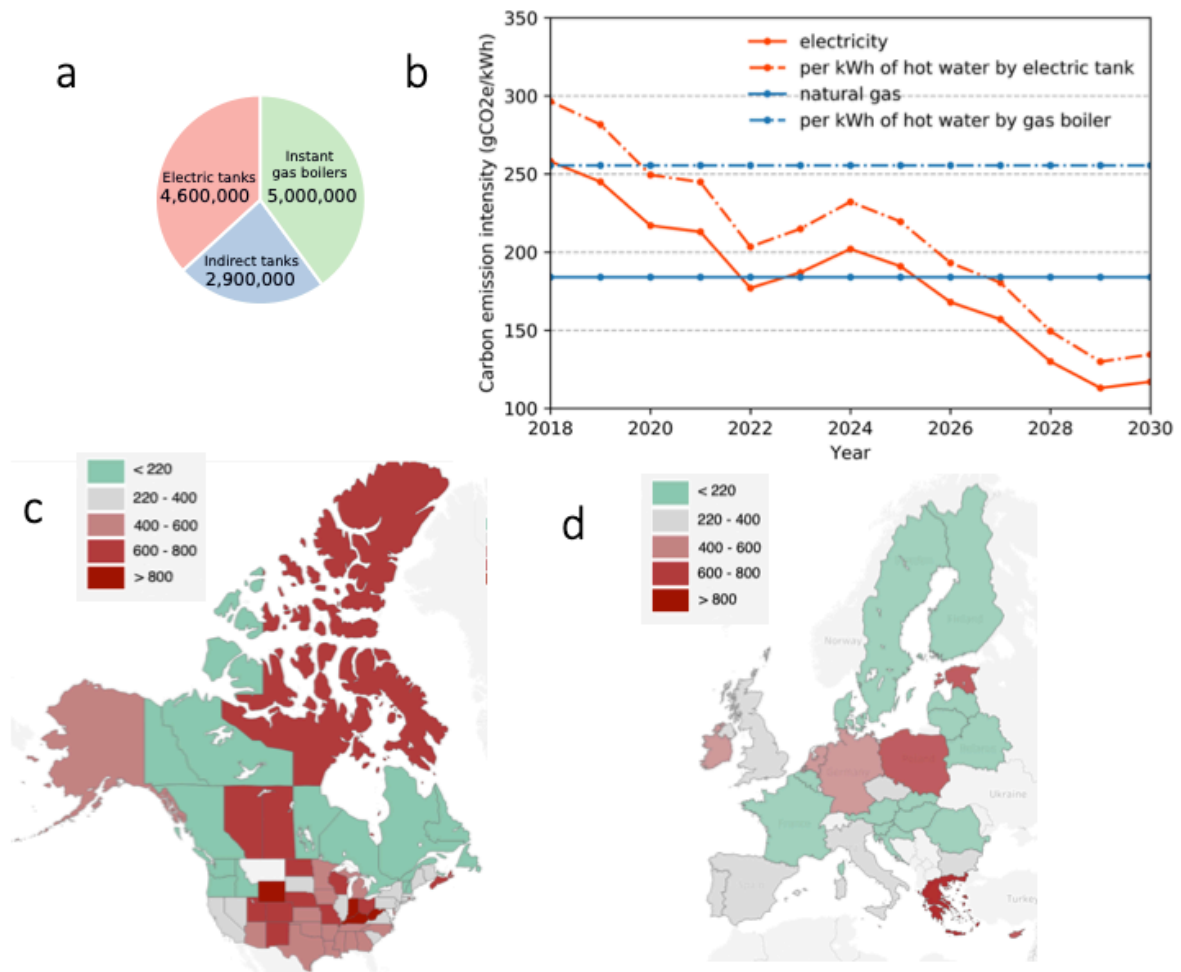 a
Electric tanks
4,600,000
Instant
gas boilers
5,000,000
Indirect tanks
2,900,000
b
Carbon emission intensity (gCO2e/kWh)
350
300
250
200
150
100
electricity
per kWh of hot water by electric tank
natural gas
per kWh of hot water by gas boiler
2018
2020
2022
2024
2026
2028
2030
Year
c
< 220
220 - 400
400 - 600
600 - 800
> 800
d
< 220
220 - 400
400 - 600
600 - 800
> 800
Norway
Finland
Germany
Ukraine
France
Turkey